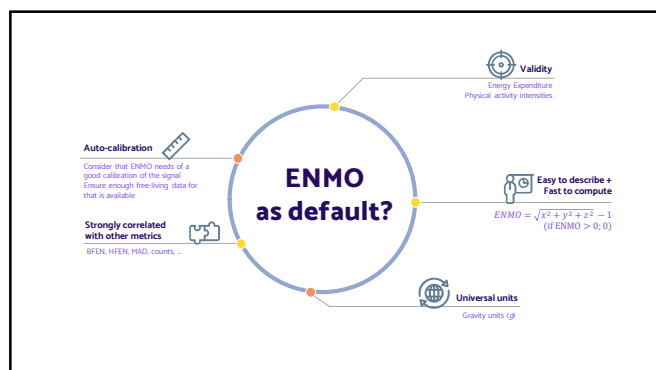 ENMO
as default?
Validity
Energy Expenditure
Physical activity intensities
Easy to describe +
Fast to compute
ENMO = √x² + y² + z² − 1
(if ENMO > 0; 0)
Universal units
Gravity units (g)
Strongly correlated
with other metrics
BFEN, HFEN, MAD, counts, ...
Auto-calibration
Consider that ENMO needs of a
good calibration of the signal
Ensure enough free-living data for
that is available